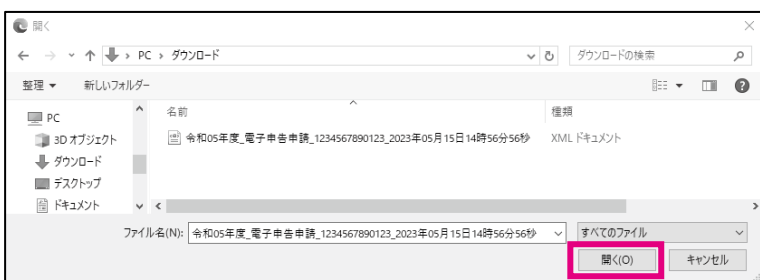 開く
PC › ダウンロード
ダウンロードの検索
整理
新しいフォルダー
PC
3D オブジェクト
ダウンロード
デスクトップ
ドキュメント
名前
種類
令和05年度_電子申告申請_1234567890123_2023年05月15日14時56分56秒
XML ドキュメント
ファイル名(N):
令和05年度_電子申告申請_1234567890123_2023年05月15日14時56分56秒
すべてのファイル
開く(O)
キャンセル